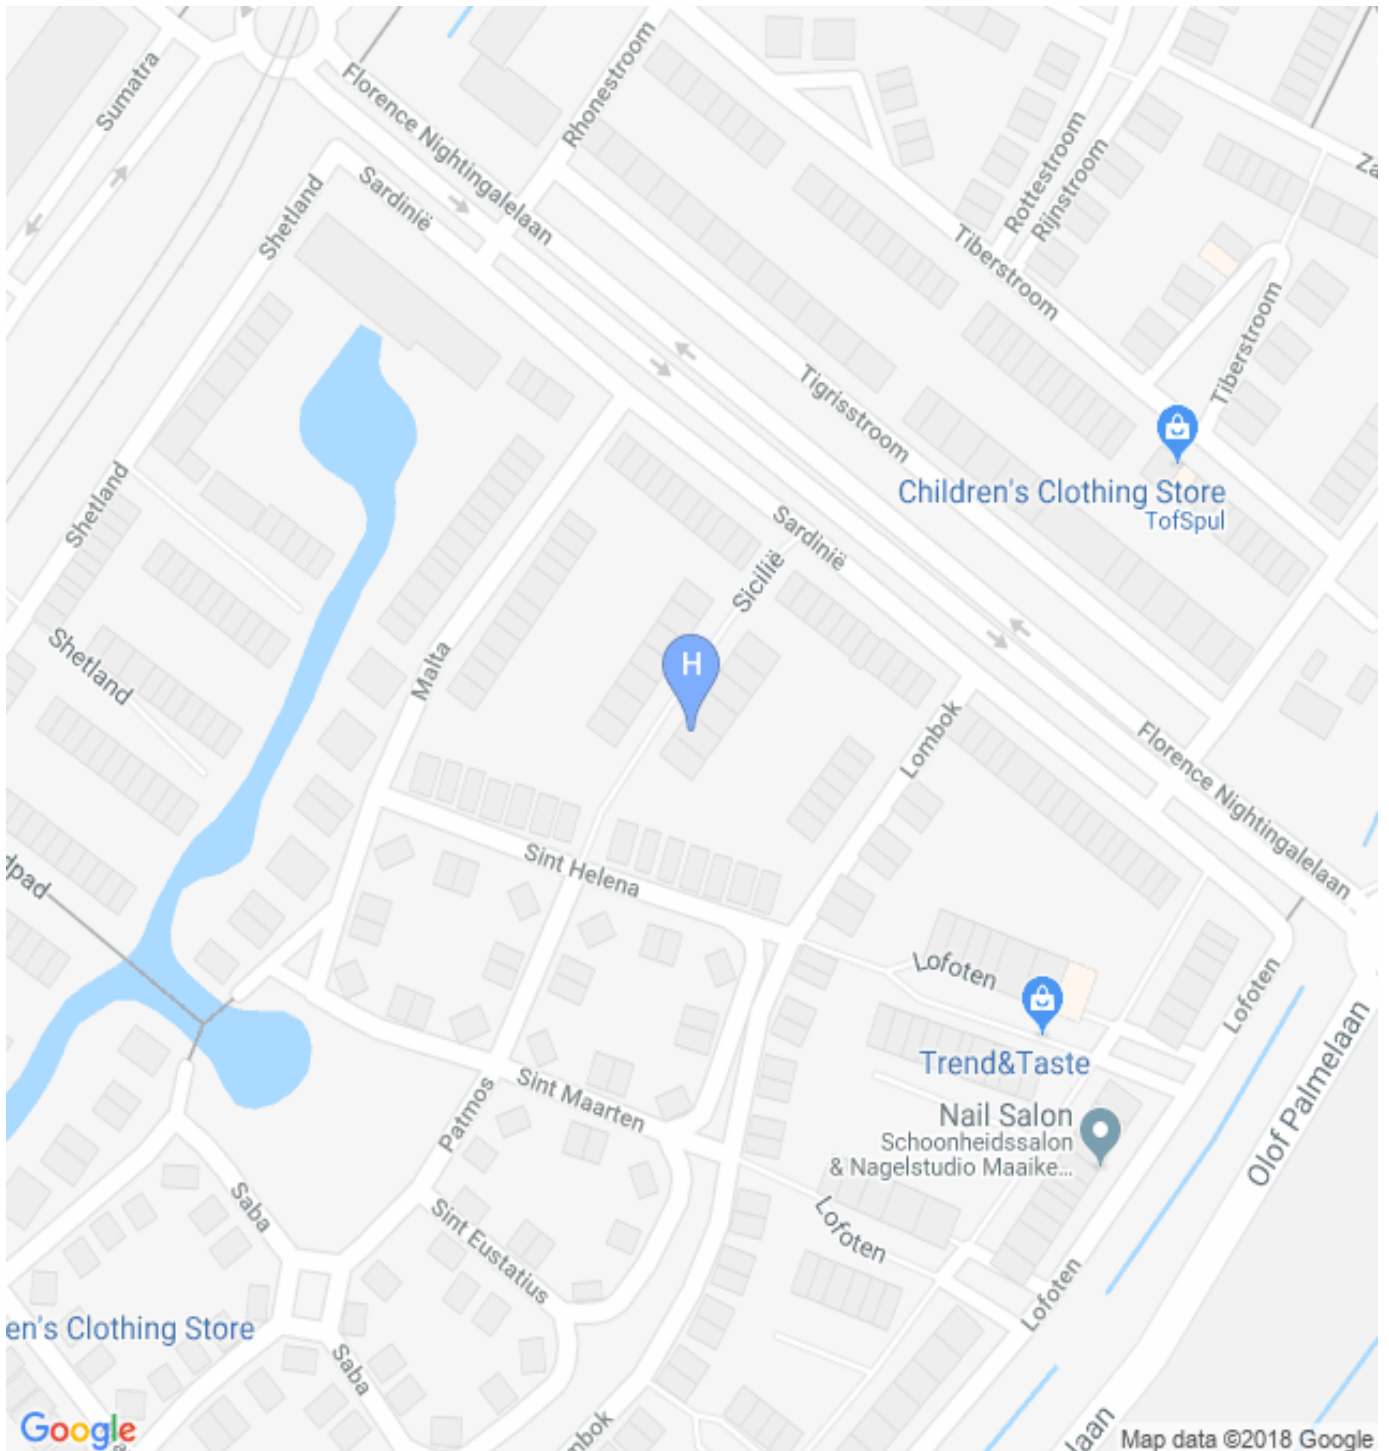 Sumatra
Florence Nightingalelaan
Rhonestroom
Rottestroom
Rijnstroom
Za
Shetland
Sardinië
Tiberstroom
Tiberstroom
Tigrisstroom
Children's Clothing Store
TofSpul
Shetland
Sardinië
Sicilië
Shetland
Malta
H
Lombok
Florence Nightingalelaan
dpad
Sint Helena
Lofoten
Lofoten
Trend&Taste
Olof Palmelaan
Sint Maarten
Patmos
Nail Salon
Schoonheidssalon
& Nagelstudio Maaike...
Saba
Sint Eustatius
Lofoten
Lofoten
en's Clothing Store
Saba
Google
mbok
laan
Map data ©2018 Google